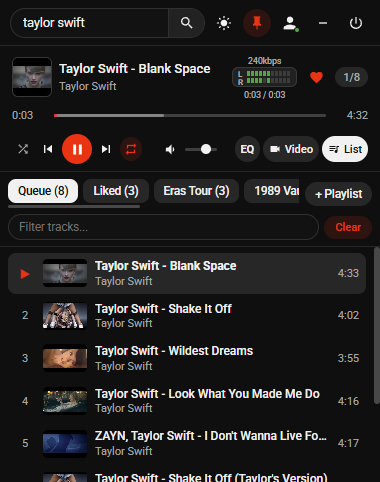 taylor swift
Taylor Swift - Blank Space
Taylor Swift
240kbps
L
R
0:03 / 0:03
1/8
0:03
4:32
EQ
Video
List
Queue (8)
Liked (3)
Eras Tour (3)
1989 Vau
+ Playlist
Filter tracks...
Clear
Taylor Swift - Blank Space
Taylor Swift
4:33
2
Taylor Swift - Shake It Off
Taylor Swift
4:02
3
Taylor Swift - Wildest Dreams
Taylor Swift
3:55
4
Taylor Swift - Look What You Made Me Do
Taylor Swift
4:16
5
ZAYN, Taylor Swift - I Don't Wanna Live Fo...
Taylor Swift
4:17
Taylor Swift - Shake It Off (Taylor's Version)